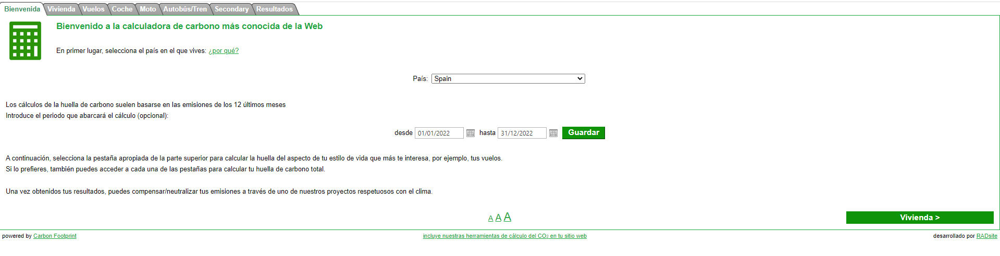 Bienvenida Vivienda Vuelos Coche Moto Autobús/Tren Secondary Resultados
Bienvenido a la calculadora de carbono más conocida de la Web
En primer lugar, selecciona el país en el que vives: ¿por qué?
País: Spain
Los cálculos de la huella de carbono suelen basarse en las emisiones de los 12 últimos meses
Introduce el periodo que abarcará el cálculo (opcional):
desde 01/01/2022 hasta 31/12/2022 Guardar
A continuación, selecciona la pestaña apropiada de la parte superior para calcular la huella del aspecto de tu estilo de vida que más te interesa, por ejemplo, tus vuelos.
Si lo prefieres, también puedes acceder a cada una de las pestañas para calcular tu huella de carbono total.
Una vez obtenidos tus resultados, puedes compensar/neutralizar tus emisiones a través de uno de nuestros proyectos respetuosos con el clima.
A A A Vivienda >
powered by Carbon Footprint incluye nuestras herramientas de cálculo del CO₂ en tu sitio web desarrollado por RADsite